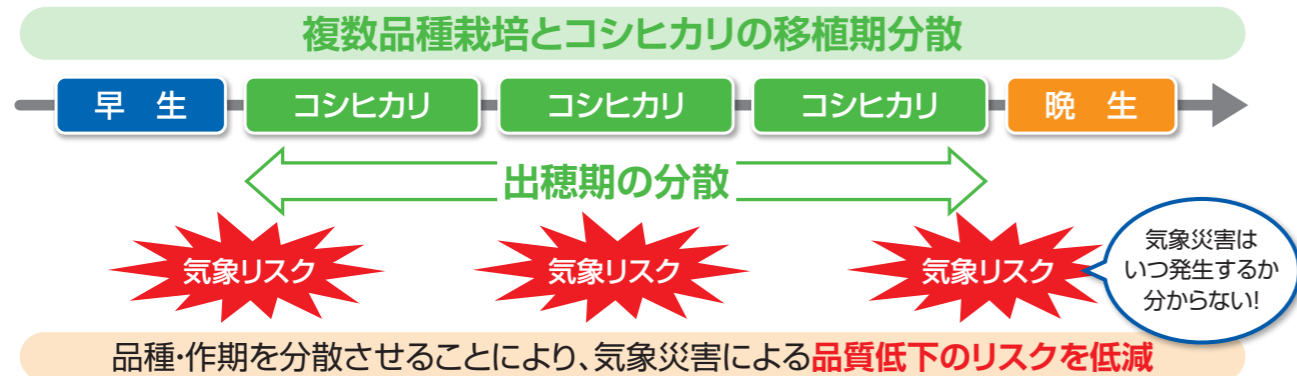 複数品種栽培とコシヒカリの移植期分散
早 生
コシヒカリ
コシヒカリ
コシヒカリ
晩 生
出穂期の分散
気象リスク
気象リスク
気象リスク
気象災害は
いつ発生するか
分からない!
品種・作期を分散させることにより、気象災害による品質低下のリスクを低減